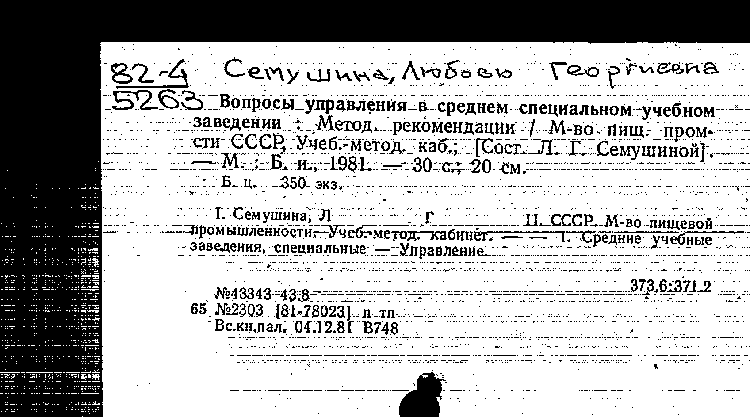 82-4 Семушина, Любовь Георгиевна
5263 Вопросы управления в среднем специальном учебном
заведении : Метод. рекомендации / М-во пищ. пром-
сти СССР, Учеб.-метод. каб.; [Сост. Л. Г. Семушиной].
— М. : Б. и., 1981. — 30 с.; 20 см.
Б. ц. 350 экз.
I. Семушина, Л Г II. СССР. М-во пищевой
промышленности. Учеб.-метод. кабинет. — — 1. Средние учебные
заведения, специальные — Управление.
373.6:371.2
№43343 43.8
65 №2303 [81-78023] п тп
Вс.кн.пал. 04.12.81 В748